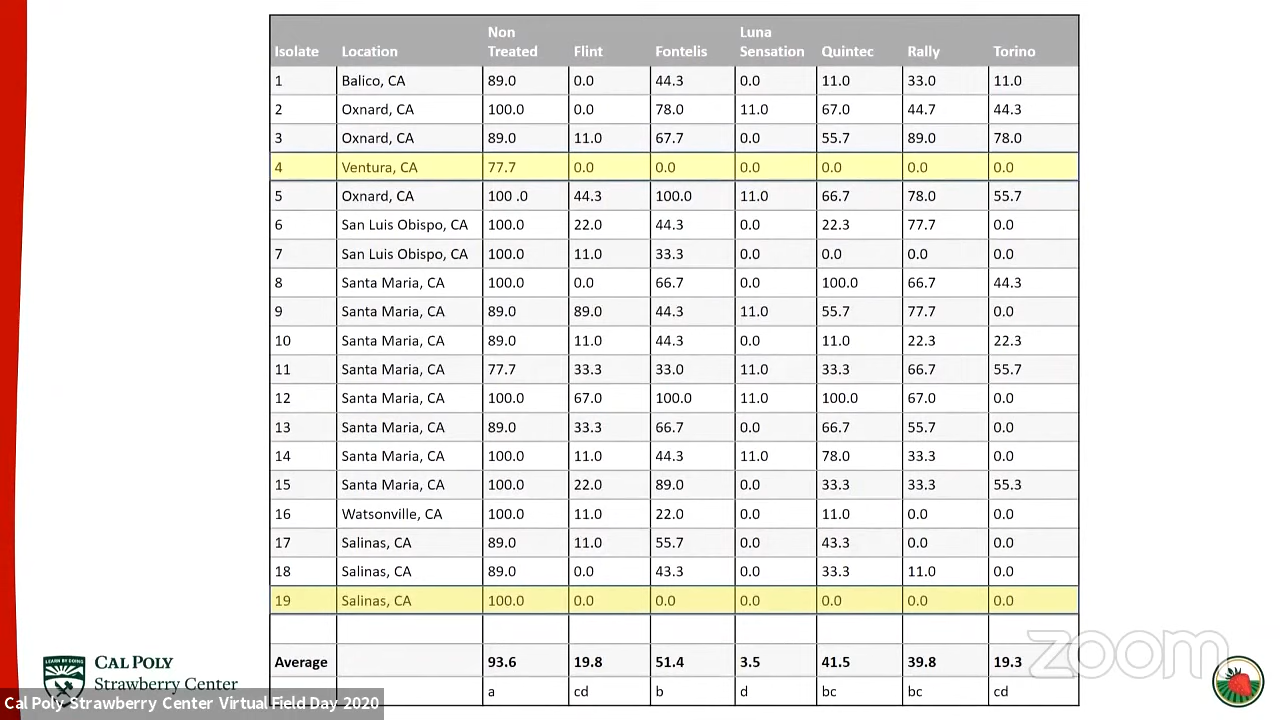 Non Luna
Isolate Location Treated Flint Fontelis Sensation Quintec Rally Torino
1 Balico, CA 89.0 0.0 44.3 0.0 11.0 33.0 11.0
2 Oxnard, CA 100.0 0.0 78.0 11.0 67.0 44.7 44.3
3 Oxnard, CA 89.0 11.0 67.7 0.0 55.7 89.0 78.0
4 Ventura, CA 77.7 0.0 0.0 0.0 0.0 0.0 0.0
5 Oxnard, CA 100 .0 44.3 100.0 11.0 66.7 78.0 55.7
6 San Luis Obispo, CA 100.0 22.0 44.3 0.0 22.3 77.7 0.0
7 San Luis Obispo, CA 100.0 11.0 33.3 0.0 0.0 0.0 0.0
8 Santa Maria, CA 100.0 0.0 66.7 0.0 100.0 66.7 44.3
9 Santa Maria, CA 89.0 89.0 44.3 11.0 55.7 77.7 0.0
10 Santa Maria, CA 89.0 11.0 44.3 0.0 11.0 22.3 22.3
11 Santa Maria, CA 77.7 33.3 33.0 11.0 33.3 66.7 55.7
12 Santa Maria, CA 100.0 67.0 100.0 11.0 100.0 67.0 0.0
13 Santa Maria, CA 89.0 33.3 66.7 0.0 66.7 55.7 0.0
14 Santa Maria, CA 100.0 11.0 44.3 11.0 78.0 33.3 0.0
15 Santa Maria, CA 100.0 22.0 89.0 0.0 33.3 33.3 55.3
16 Watsonville, CA 100.0 11.0 22.0 0.0 11.0 0.0 0.0
17 Salinas, CA 89.0 11.0 55.7 0.0 43.3 0.0 0.0
18 Salinas, CA 89.0 0.0 43.3 0.0 33.3 11.0 0.0
19 Salinas, CA 100.0 0.0 0.0 0.0 0.0 0.0 0.0
Average 93.6 19.8 51.4 3.5 41.5 39.8 19.3
a cd b d bc bc cd
LEARN BY DOING
CAL POLY
Strawberry Center
Cal Poly Strawberry Center Virtual Field Day 2020
zoom